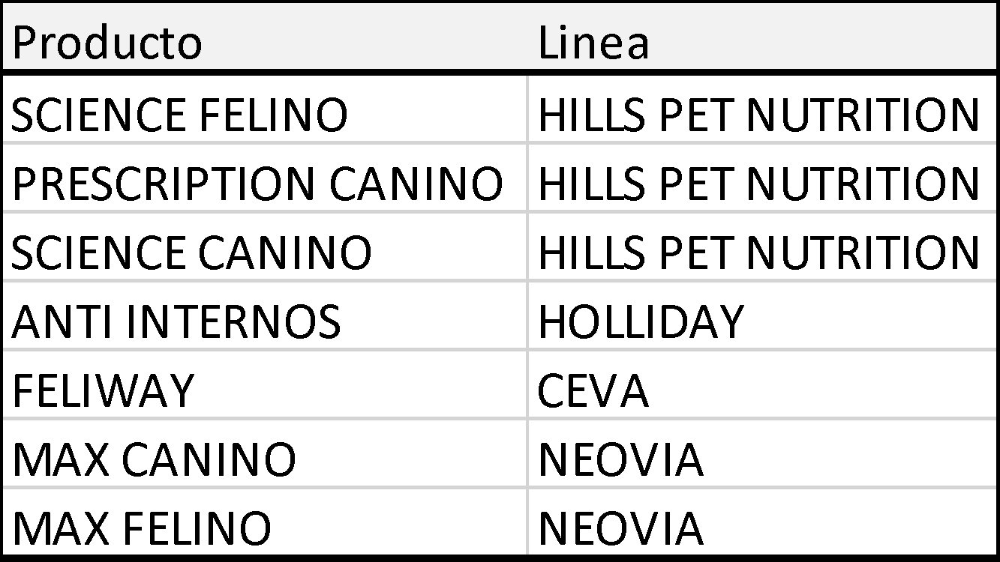 Producto Linea
SCIENCE FELINO HILLS PET NUTRITION
PRESCRIPTION CANINO HILLS PET NUTRITION
SCIENCE CANINO HILLS PET NUTRITION
ANTI INTERNOS HOLLIDAY
FELIWAY CEVA
MAX CANINO NEOVIA
MAX FELINO NEOVIA